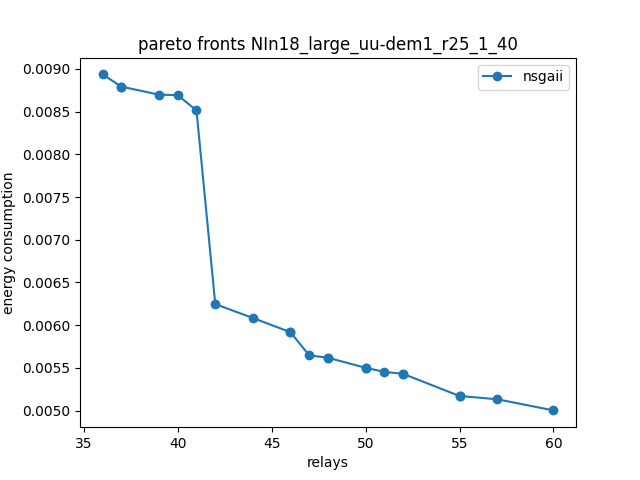 pareto fronts NIn18_large_uu-dem1_r25_1_40
nsgaii
energy consumption
0.0090
0.0085
0.0080
0.0075
0.0070
0.0065
0.0060
0.0055
0.0050
35 40 45 50 55 60
relays